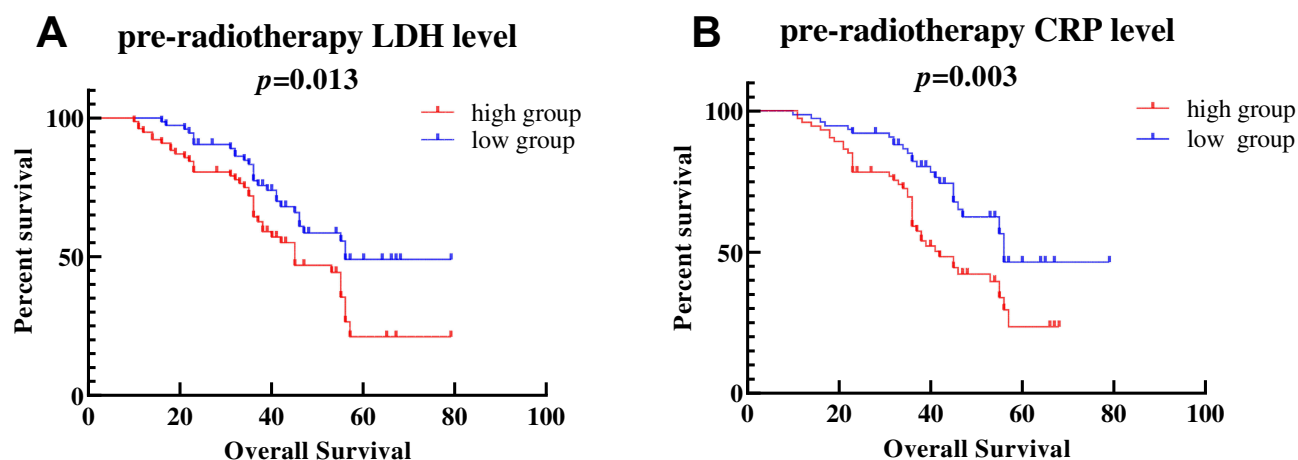 A
pre-radiotherapy LDH level
p=0.013
high group
low group
Percent survival
100
50
0
0 20 40 60 80 100
Overall Survival
B
pre-radiotherapy CRP level
p=0.003
high group
low group
Percent survival
100
50
0
0 20 40 60 80 100
Overall Survival